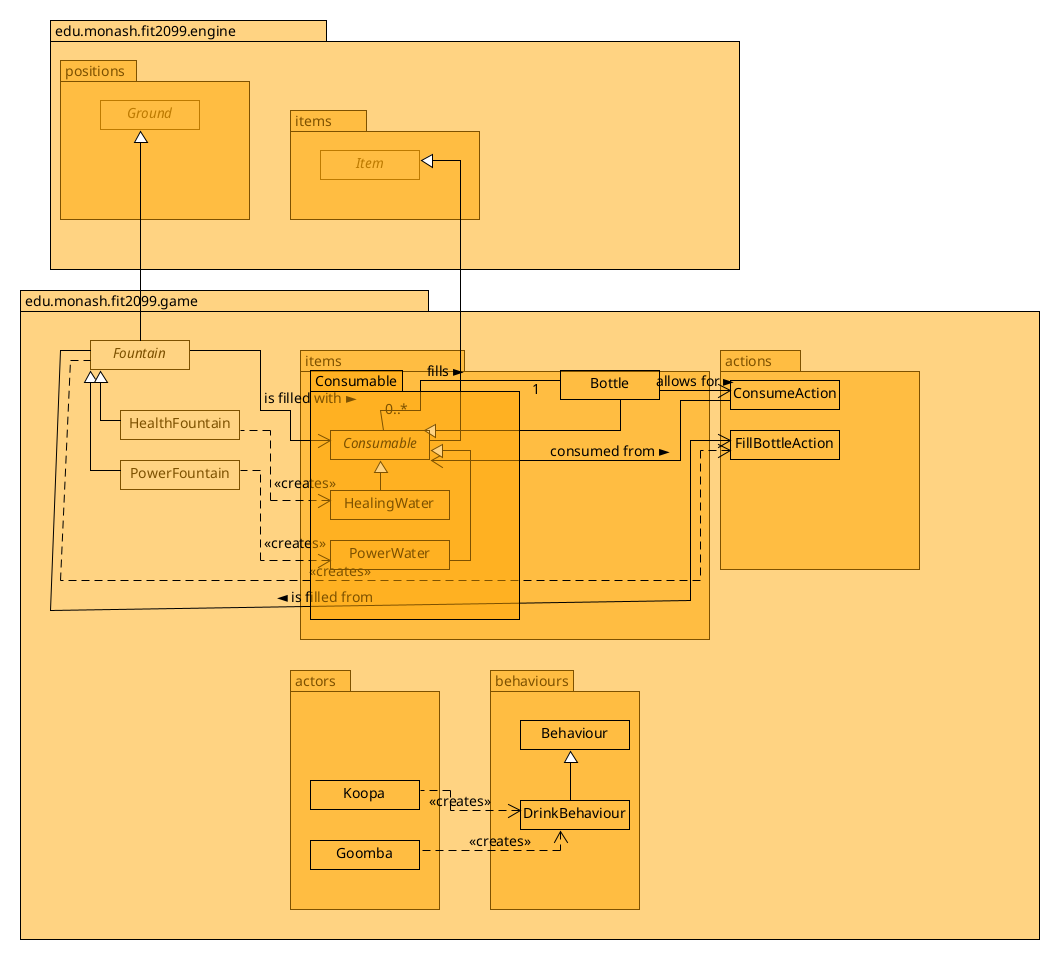 edu.monash.fit2099.engine
positions
Ground
items
Item
edu.monash.fit2099.game
Fountain
items
actions
fills ►
Consumable
Bottle
allows for ►
1
ConsumeAction
is filled with ►
0..*
HealthFountain
Consumable
FillBottleAction
consumed from ►
PowerFountain
«creates»
HealingWater
«creates»
PowerWater
«creates»
◄ is filled from
actors
behaviours
Behaviour
Koopa
«creates»
DrinkBehaviour
«creates»
Goomba